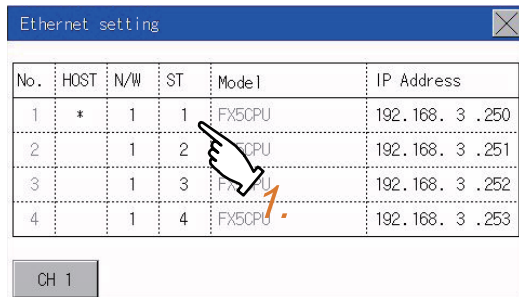 Ethernet setting
No. HOST N/W ST Model IP Address
1 * 1 1 FX5CPU 192.168. 3 .250
2 1 2 FX5CPU 192.168. 3 .251
3 1 3 FX5CPU 192.168. 3 .252
4 1 4 FX5CPU 192.168. 3 .253
1.
CH 1